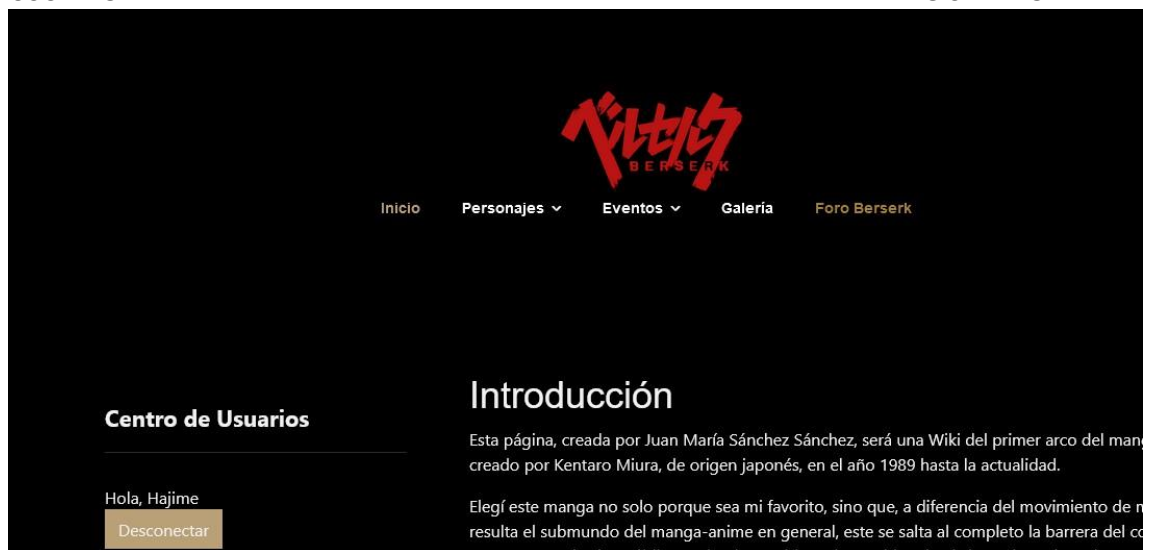 ベルセルク
BERSERK
Inicio Personajes Eventos Galería Foro Berserk
Introducción
Centro de Usuarios
Esta página, creada por Juan María Sánchez Sánchez, será una Wiki del primer arco del
creado por Kentaro Miura, de origen japonés, en el año 1989 hasta la actualidad.
Hola, Hajime
Desconectar
Elegí este manga no solo porque sea mi favorito, sino que, a diferencia del movimiento de
resulta el submundo del manga-anime en general, este se salta al completo la barrera del